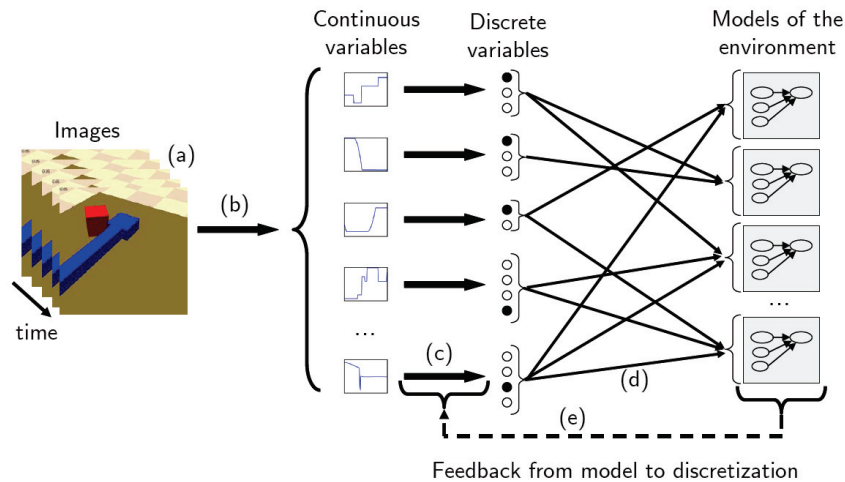 Continuous
variables
Discrete
variables
Models of the
environment
Images
(a)
(b)
time
...
...
(c)
(d)
(e)
Feedback from model to discretization